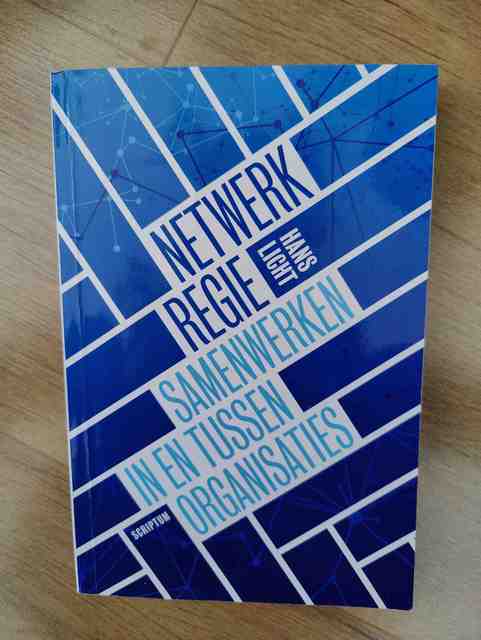 NETWERK
REGIE
HANS
LICHT
SAMENWERKEN
IN EN TUSSEN
ORGANISATIES
SCRIPTUM